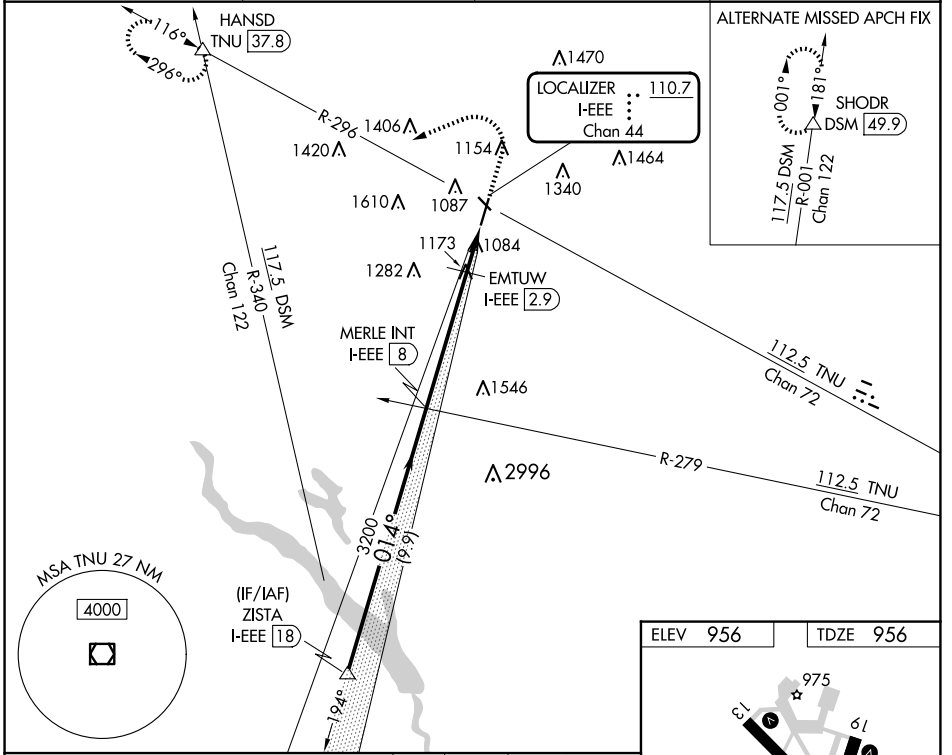 HANSD
TNU 37.8
116°
296°
R-296
1406
1420
1610
1087
1154
1470
LOCALIZER 110.7
I-EEE
Chan 44
1340
1464
ALTERNATE MISSED APCH FIX
001°
181°
SHODR
DSM 49.9
117.5 DSM
R-001
Chan 122
1173
1084
1282
EMTUW
I-EEE 2.9
117.5 DSM
R-340
Chan 122
MERLE INT
I-EEE 8
1546
112.5 TNU
Chan 72
2996
R-279
112.5 TNU
Chan 72
3200
014°
(9.9)
MSA TNU 27 NM
4000
(IF/IAF)
ZISTA
I-EEE 18
194°
ELEV 956
TDZE 956
975
13
19
V
V